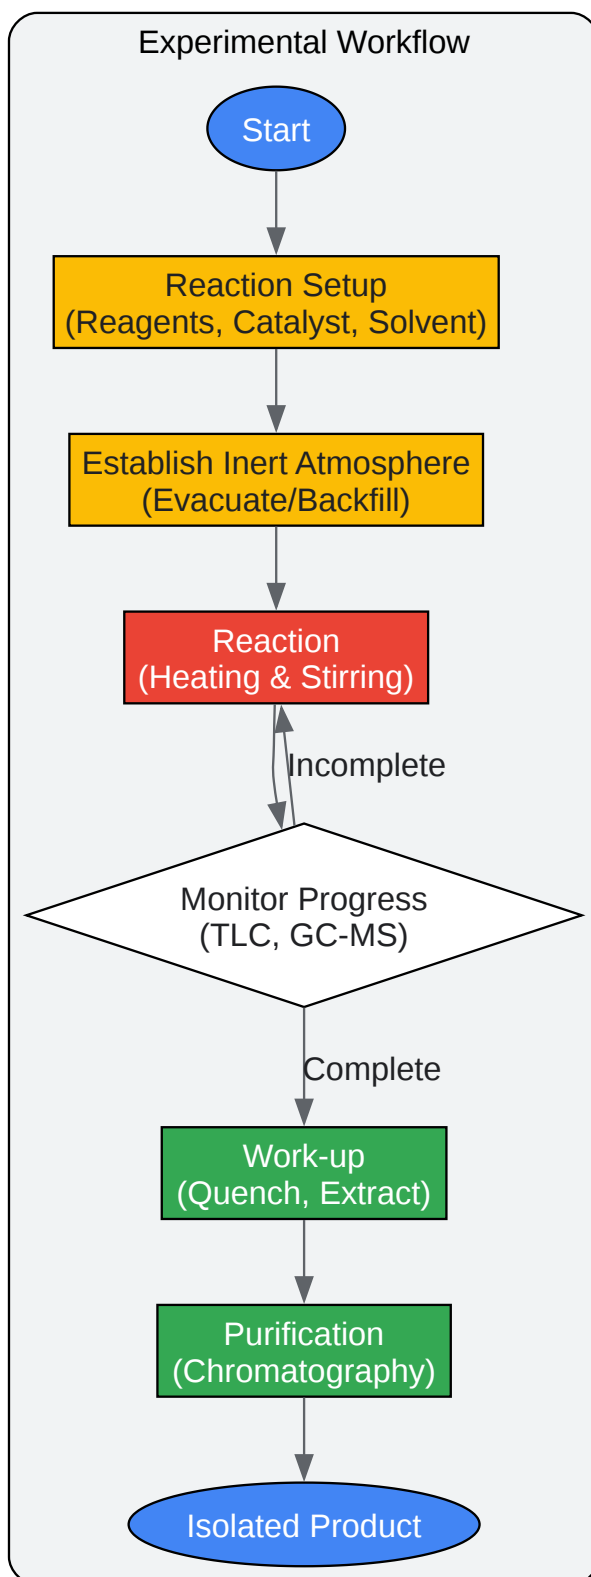 Experimental Workflow
Start
Reaction Setup
(Reagents, Catalyst, Solvent)
Establish Inert Atmosphere
(Evacuate/Backfill)
Reaction
(Heating & Stirring)
Incomplete
Monitor Progress
(TLC, GC-MS)
Complete
Work-up
(Quench, Extract)
Purification
(Chromatography)
Isolated Product